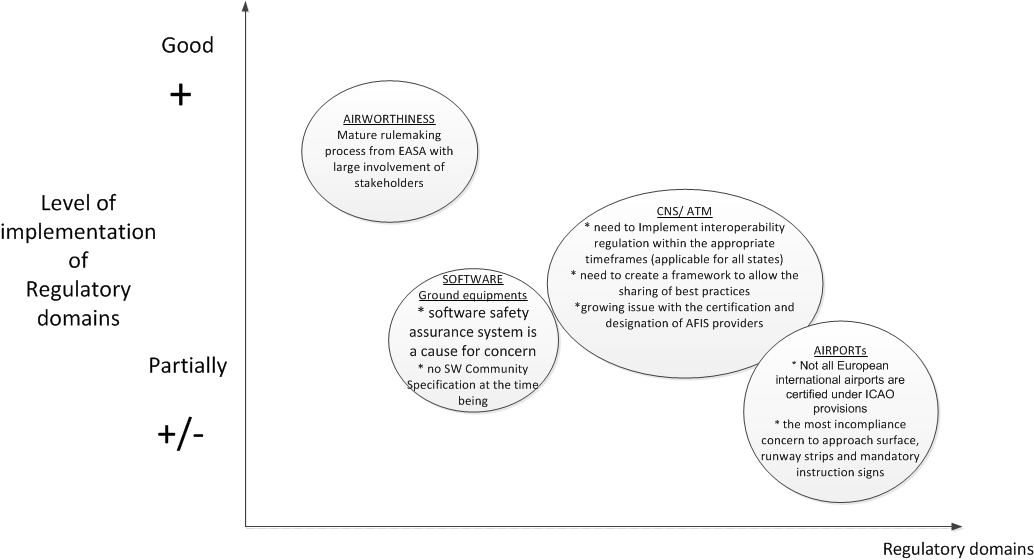 Good
+
Level of
implementation
of
Regulatory
domains
Partially
+/-
AIRWORTHINESS
Mature rulemaking
process from EASA with
large involvement of
stakeholders
SOFTWARE
Ground equipments
* software safety
assurance system is
a cause for concern
* no SW Community
Specification at the time
being
CNS/ ATM
* need to Implement interoperability
regulation within the appropriate
timeframes (applicable for all states)
* need to create a framework to allow the
sharing of best practices
*growing issue with the certification and
designation of AFIS providers
AIRPORTs
* Not all European
international airports are
certified under ICAO
provisions
* the most incompliance
concern to approach surface,
runway strips and mandatory
instruction signs
Regulatory domains